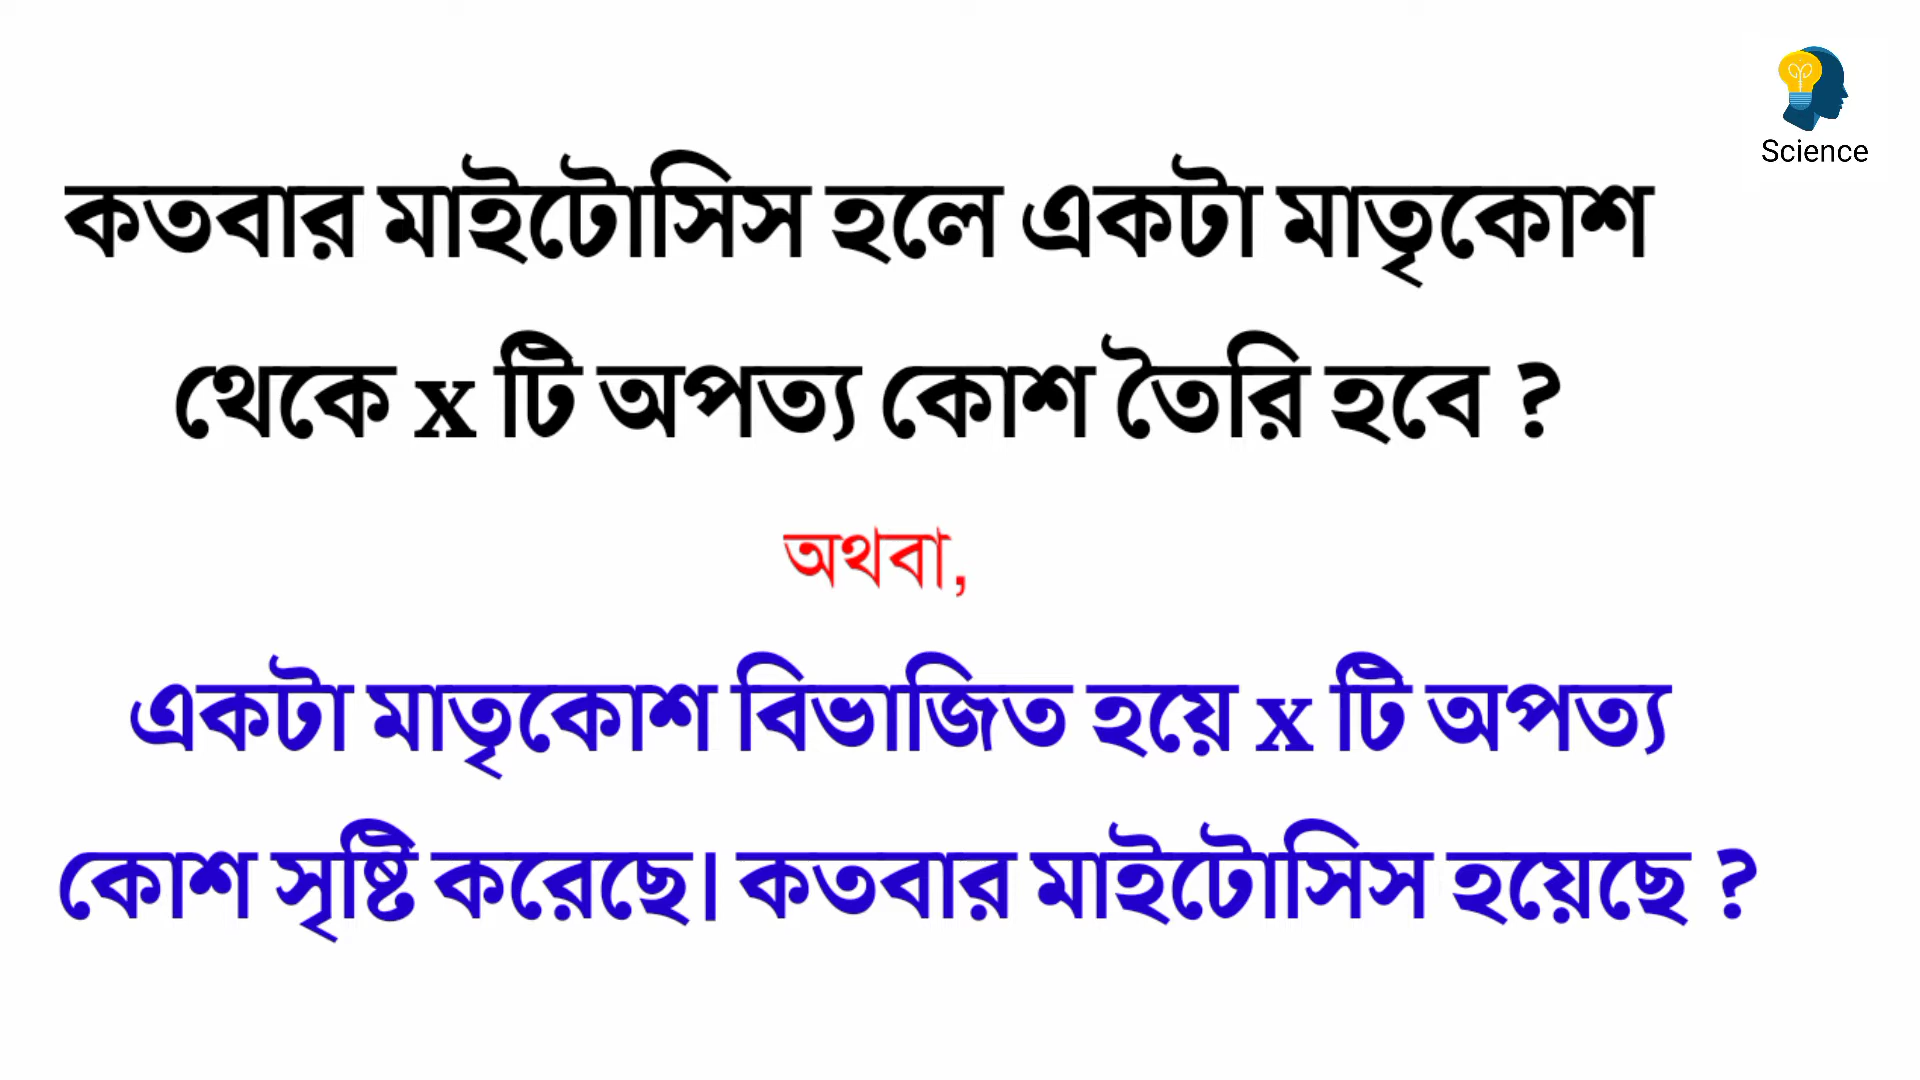 Science
কতবার মাইটোসিস হলে একটা মাতৃকোশ
থেকে x টি অপত্য কোশ তৈরি হবে ?
অথবা,
একটা মাতৃকোশ বিভাজিত হয়ে x টি অপত্য
কোশ সৃষ্টি করেছে। কতবার মাইটোসিস হয়েছে ?